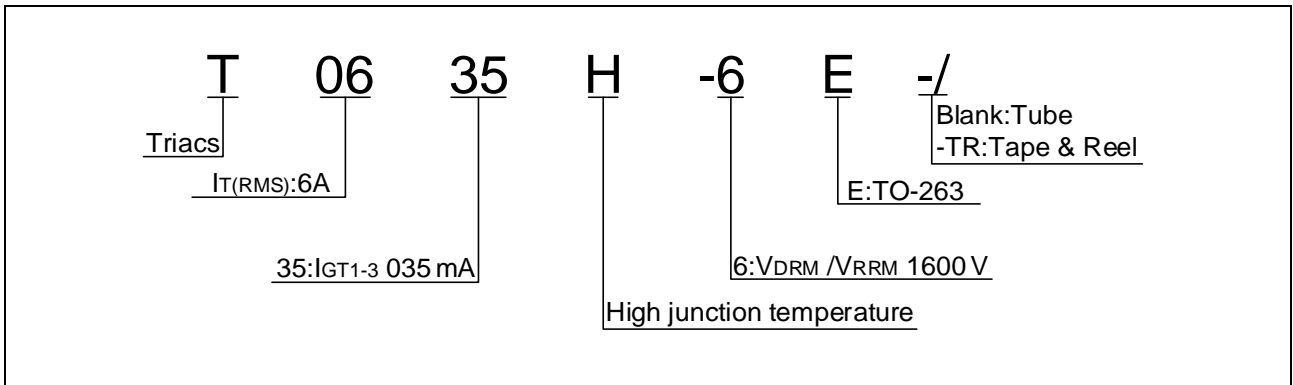 T 06 35 H -6 E -/
Blank:Tube
Triacs
-TR:Tape & Reel
IT(RMS):6A
E:TO-263
35:IGT1-3 035 mA
6:VDRM /VRRM 1600 V
High junction temperature